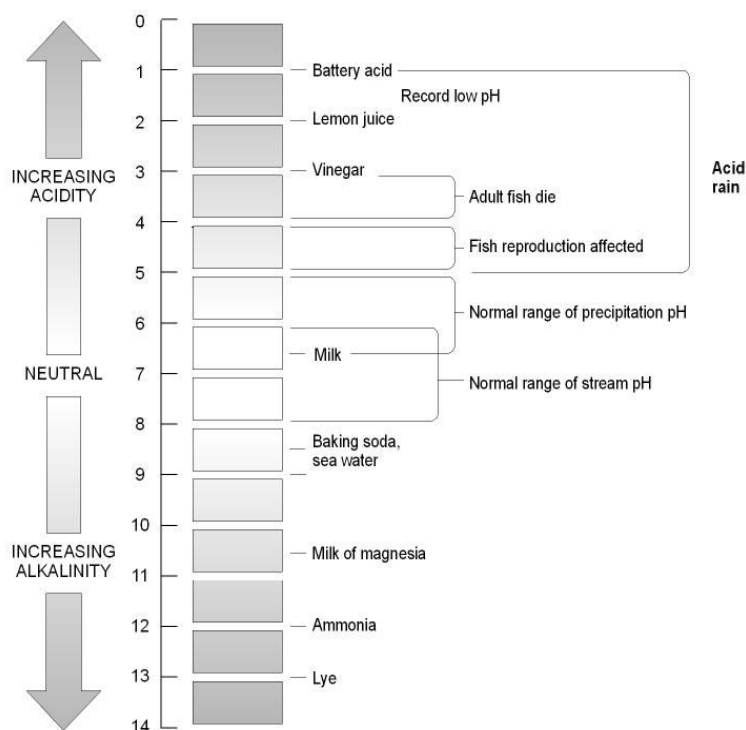 0
1
Battery acid
Record low pH
2
Lemon juice
INCREASING
ACIDITY
3
Vinegar
Acid
rain
Adult fish die
4
Fish reproduction affected
5
Normal range of precipitation pH
6
Milk
NEUTRAL
7
Normal range of stream pH
8
Baking soda,
sea water
9
10
INCREASING
ALKALINITY
Milk of magnesia
11
12
Ammonia
13
Lye
14